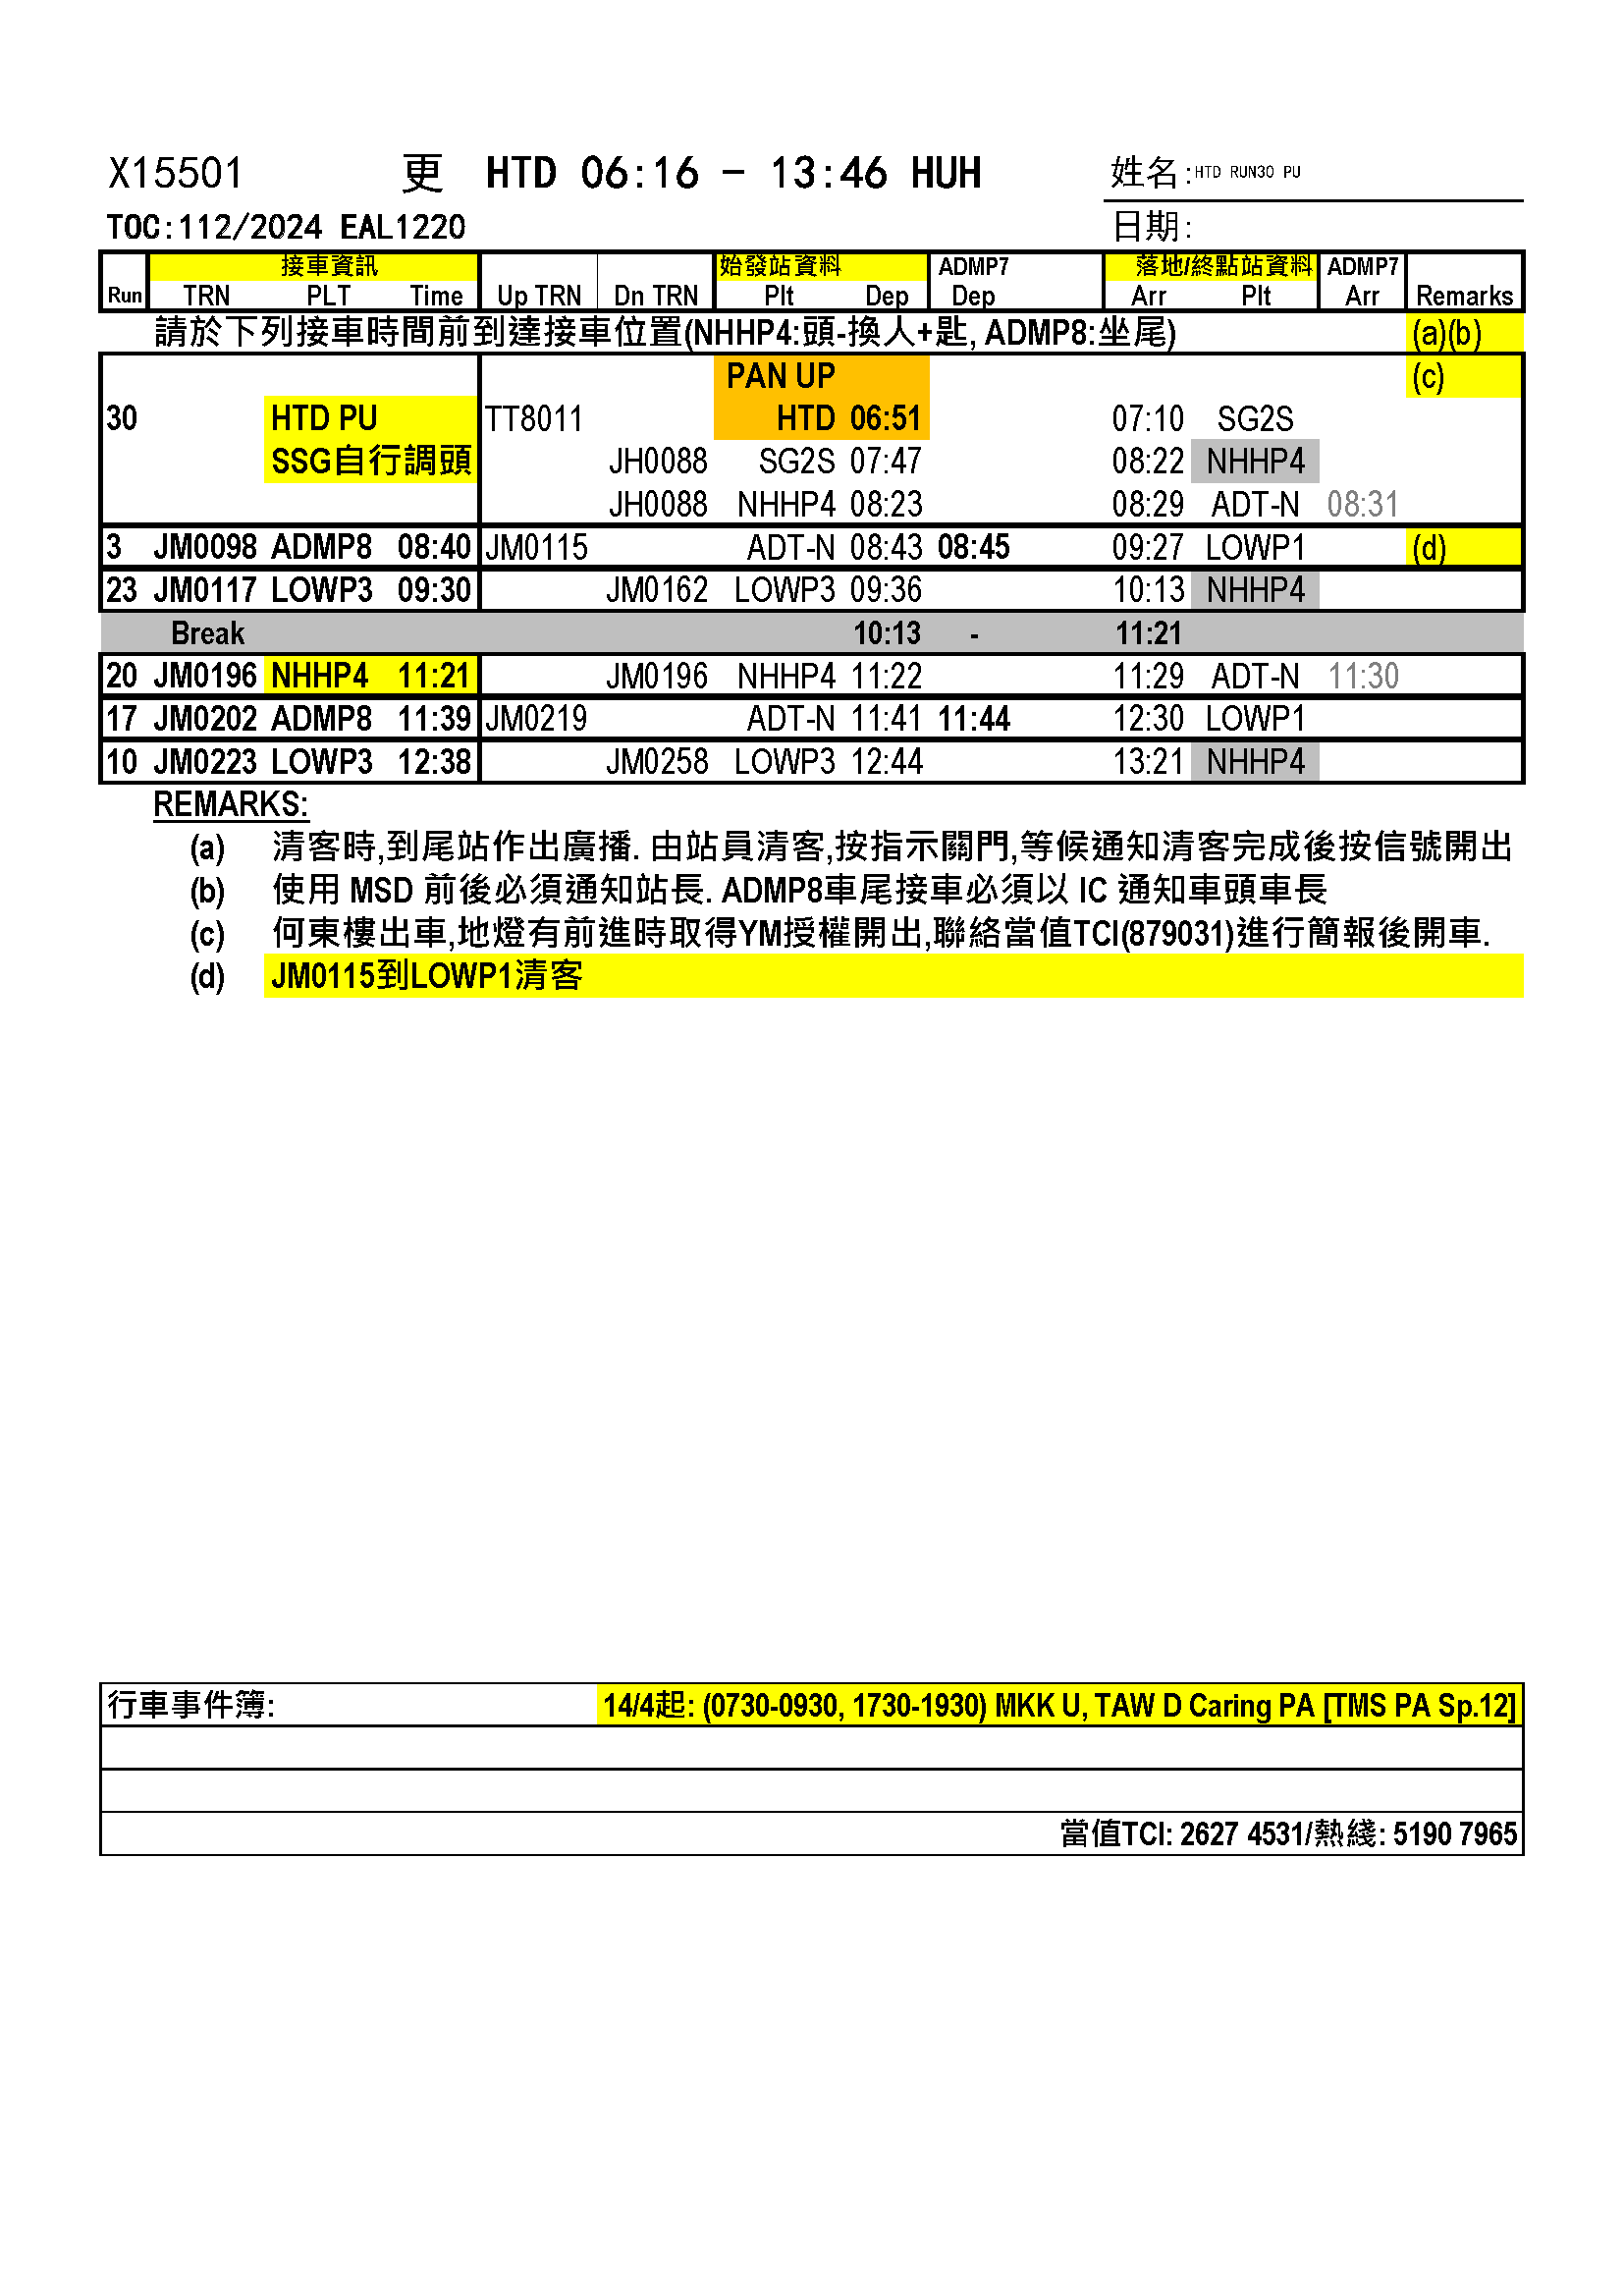 X15501 更 HTD 06:16 - 13:46 HUH 姓名:HTD RUN30 PU
TOC:112/2024 EAL1220 日期:
接車資訊 始發站資料 ADMP7 落地/終點站資料 ADMP7
Run TRN PLT Time Up TRN Dn TRN Plt Dep Dep Arr Plt Arr Remarks
請於下列接車時間前到達接車位置(NHHP4:頭-換人+匙, ADMP8:坐尾) (a)(b)
PAN UP (c)
30 HTD PU TT8011 HTD 06:51 07:10 SG2S
SSG自行調頭 JH0088 SG2S 07:47 08:22 NHHP4
JH0088 NHHP4 08:23 08:29 ADT-N 08:31
3 JM0098 ADMP8 08:40 JM0115 ADT-N 08:43 08:45 09:27 LOWP1 (d)
23 JM0117 LOWP3 09:30 JM0162 LOWP3 09:36 10:13 NHHP4
Break 10:13 - 11:21
20 JM0196 NHHP4 11:21 JM0196 NHHP4 11:22 11:29 ADT-N 11:30
17 JM0202 ADMP8 11:39 JM0219 ADT-N 11:41 11:44 12:30 LOWP1
10 JM0223 LOWP3 12:38 JM0258 LOWP3 12:44 13:21 NHHP4
REMARKS:
(a) 清客時,到尾站作出廣播. 由站員清客,按指示關門,等候通知清客完成後按信號開出
(b) 使用 MSD 前後必須通知站長. ADMP8車尾接車必須以 IC 通知車頭車長
(c) 何東樓出車,地燈有前進時取得YM授權開出,聯絡當值TCI(879031)進行簡報後開車.
(d) JM0115到LOWP1清客
行車事件簿: 14/4起: (0730-0930, 1730-1930) MKK U, TAW D Caring PA [TMS PA Sp.12]
當值TCI: 2627 4531/熱綫: 5190 7965